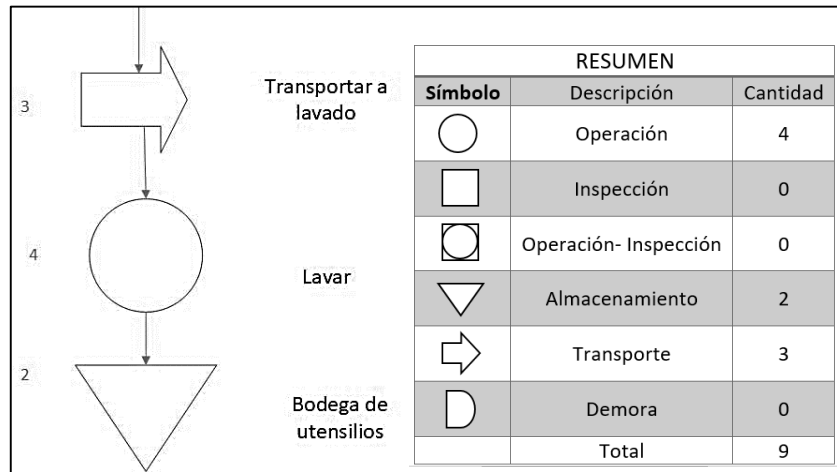 3
Transportar a
lavado
4
Lavar
2
Bodega de
utensilios
RESUMEN
Símbolo Descripción Cantidad
Operación 4
Inspección 0
Operación- Inspección 0
Almacenamiento 2
Transporte 3
Demora 0
Total 9